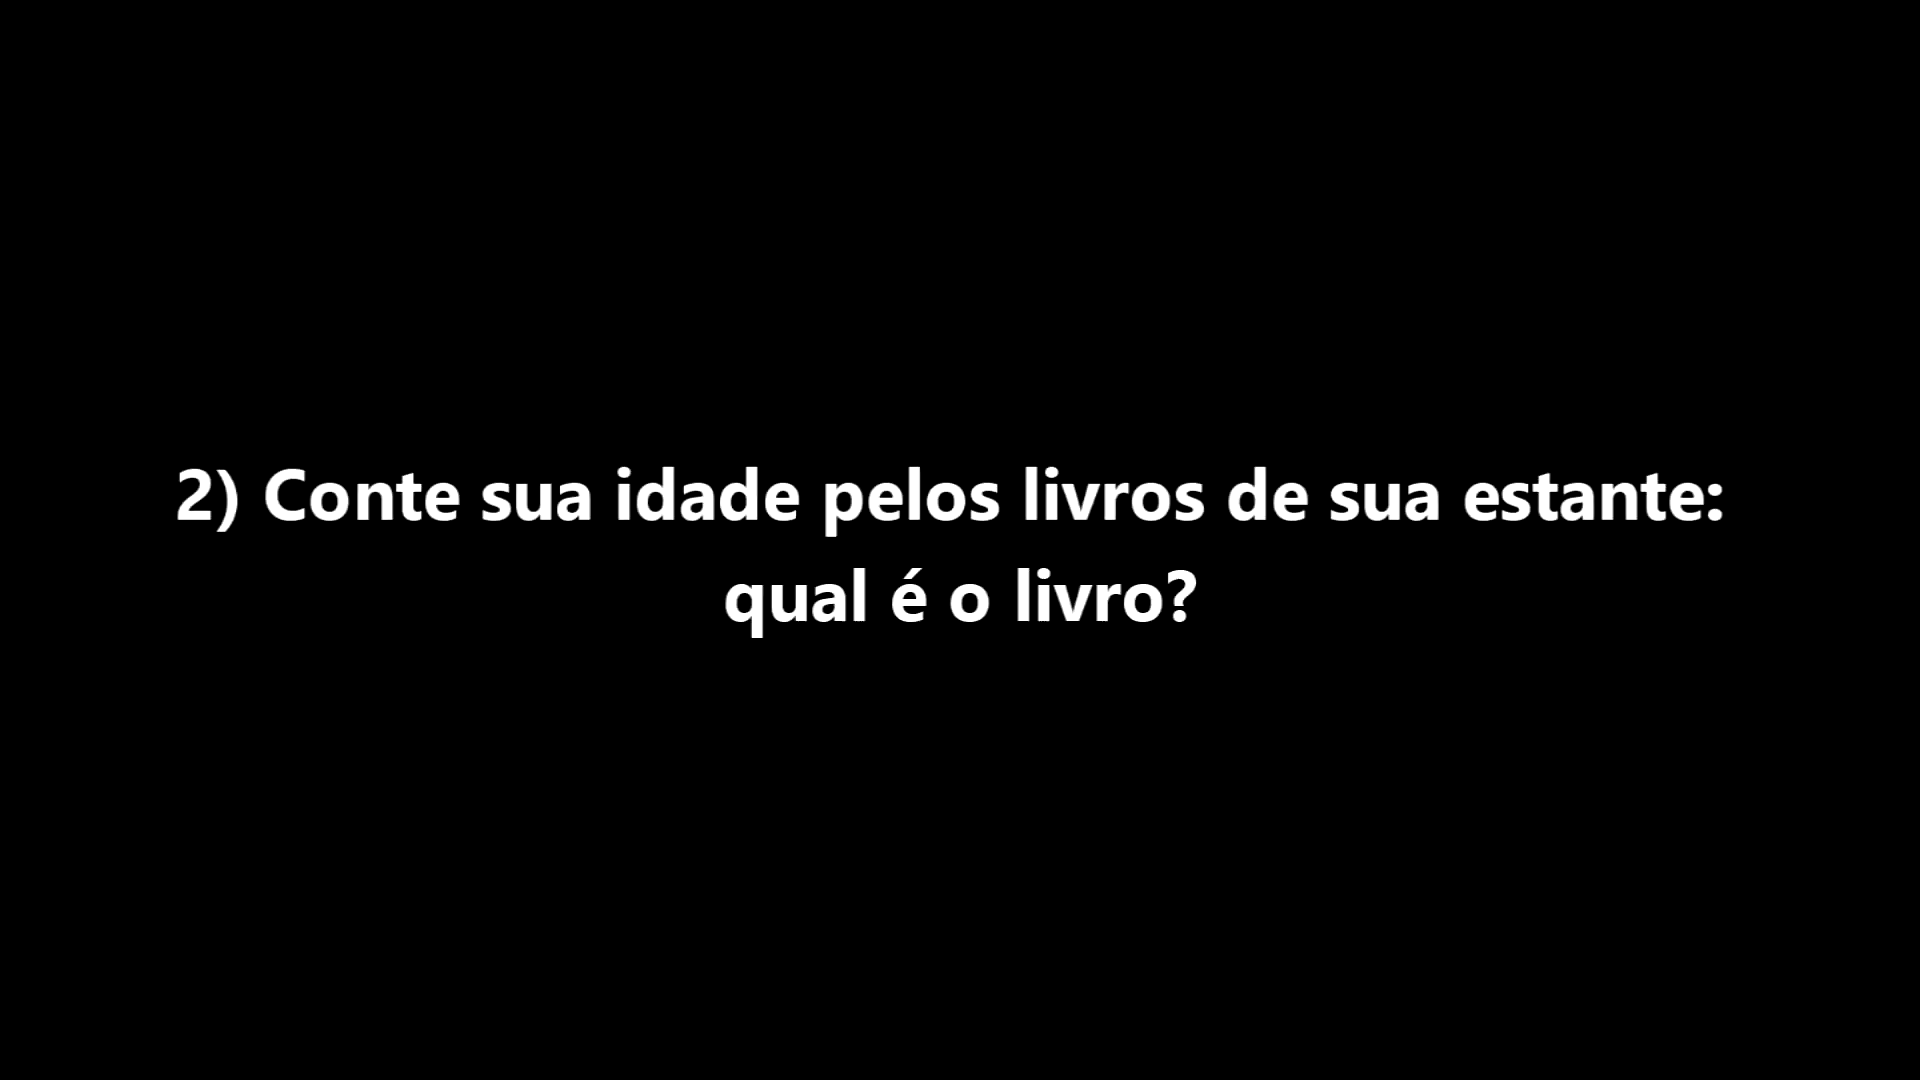 2) Conte sua idade pelos livros de sua estante:
qual é o livro?